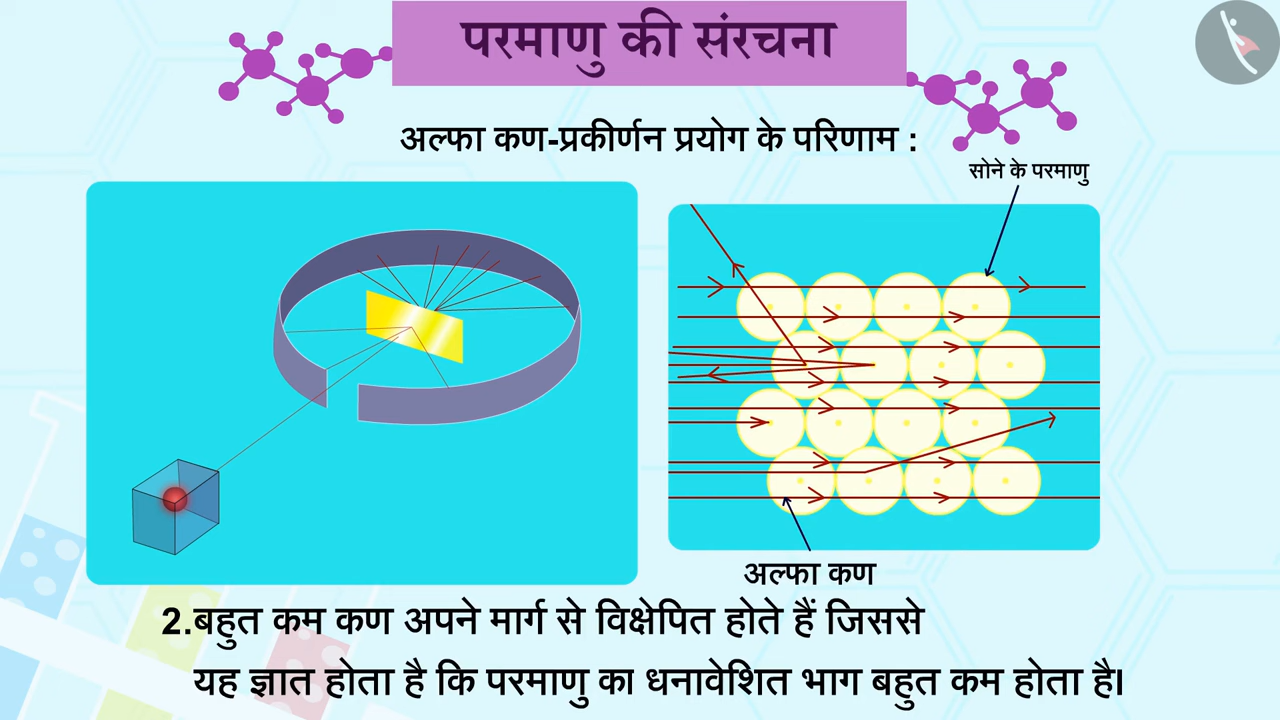 परमाणु की संरचना
अल्फा कण-प्रकीर्णन प्रयोग के परिणाम :
सोने के परमाणु
अल्फा कण
2.बहुत कम कण अपने मार्ग से विक्षेपित होते हैं जिससे
यह ज्ञात होता है कि परमाणु का धनावेशित भाग बहुत कम होता है।